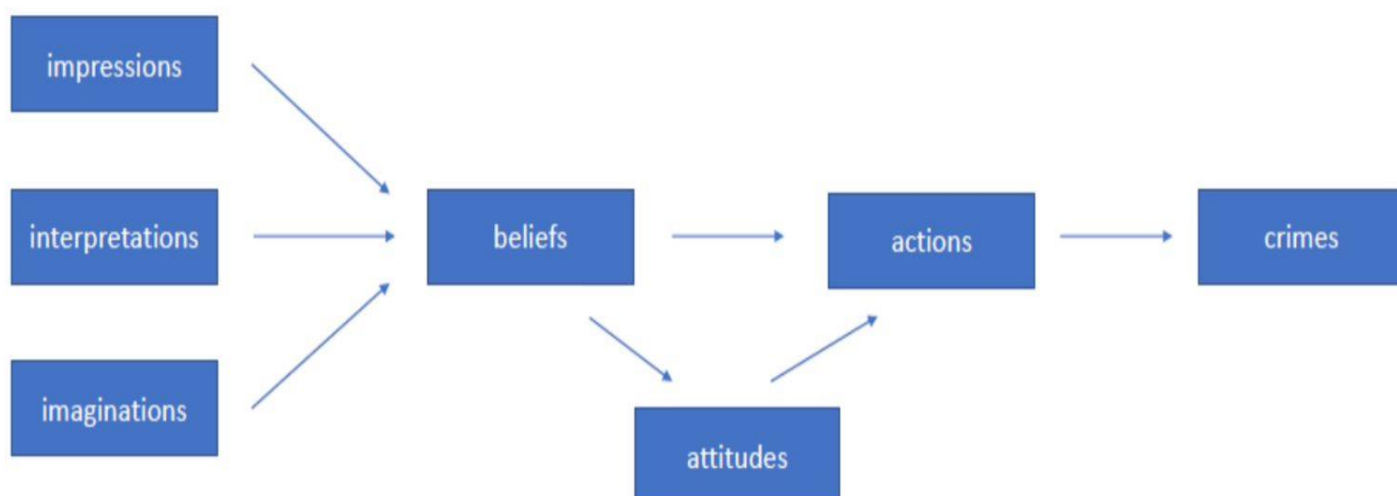 impressions
interpretations
beliefs
actions
crimes
imaginations
attitudes